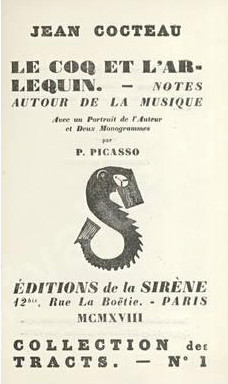 JEAN COCTEAU
LE COQ ET L'AR-
LEQUIN. — NOTES
AUTOUR DE LA MUSIQUE
Avec un Portrait de l'Auteur
et Deux Monogrammes
par
P. PICASSO
ÉDITIONS de la SIRÈNE
12bis, Rue La Boëtie. - PARIS
MCMXVIII
COLLECTION des
TRACTS. — N° 1